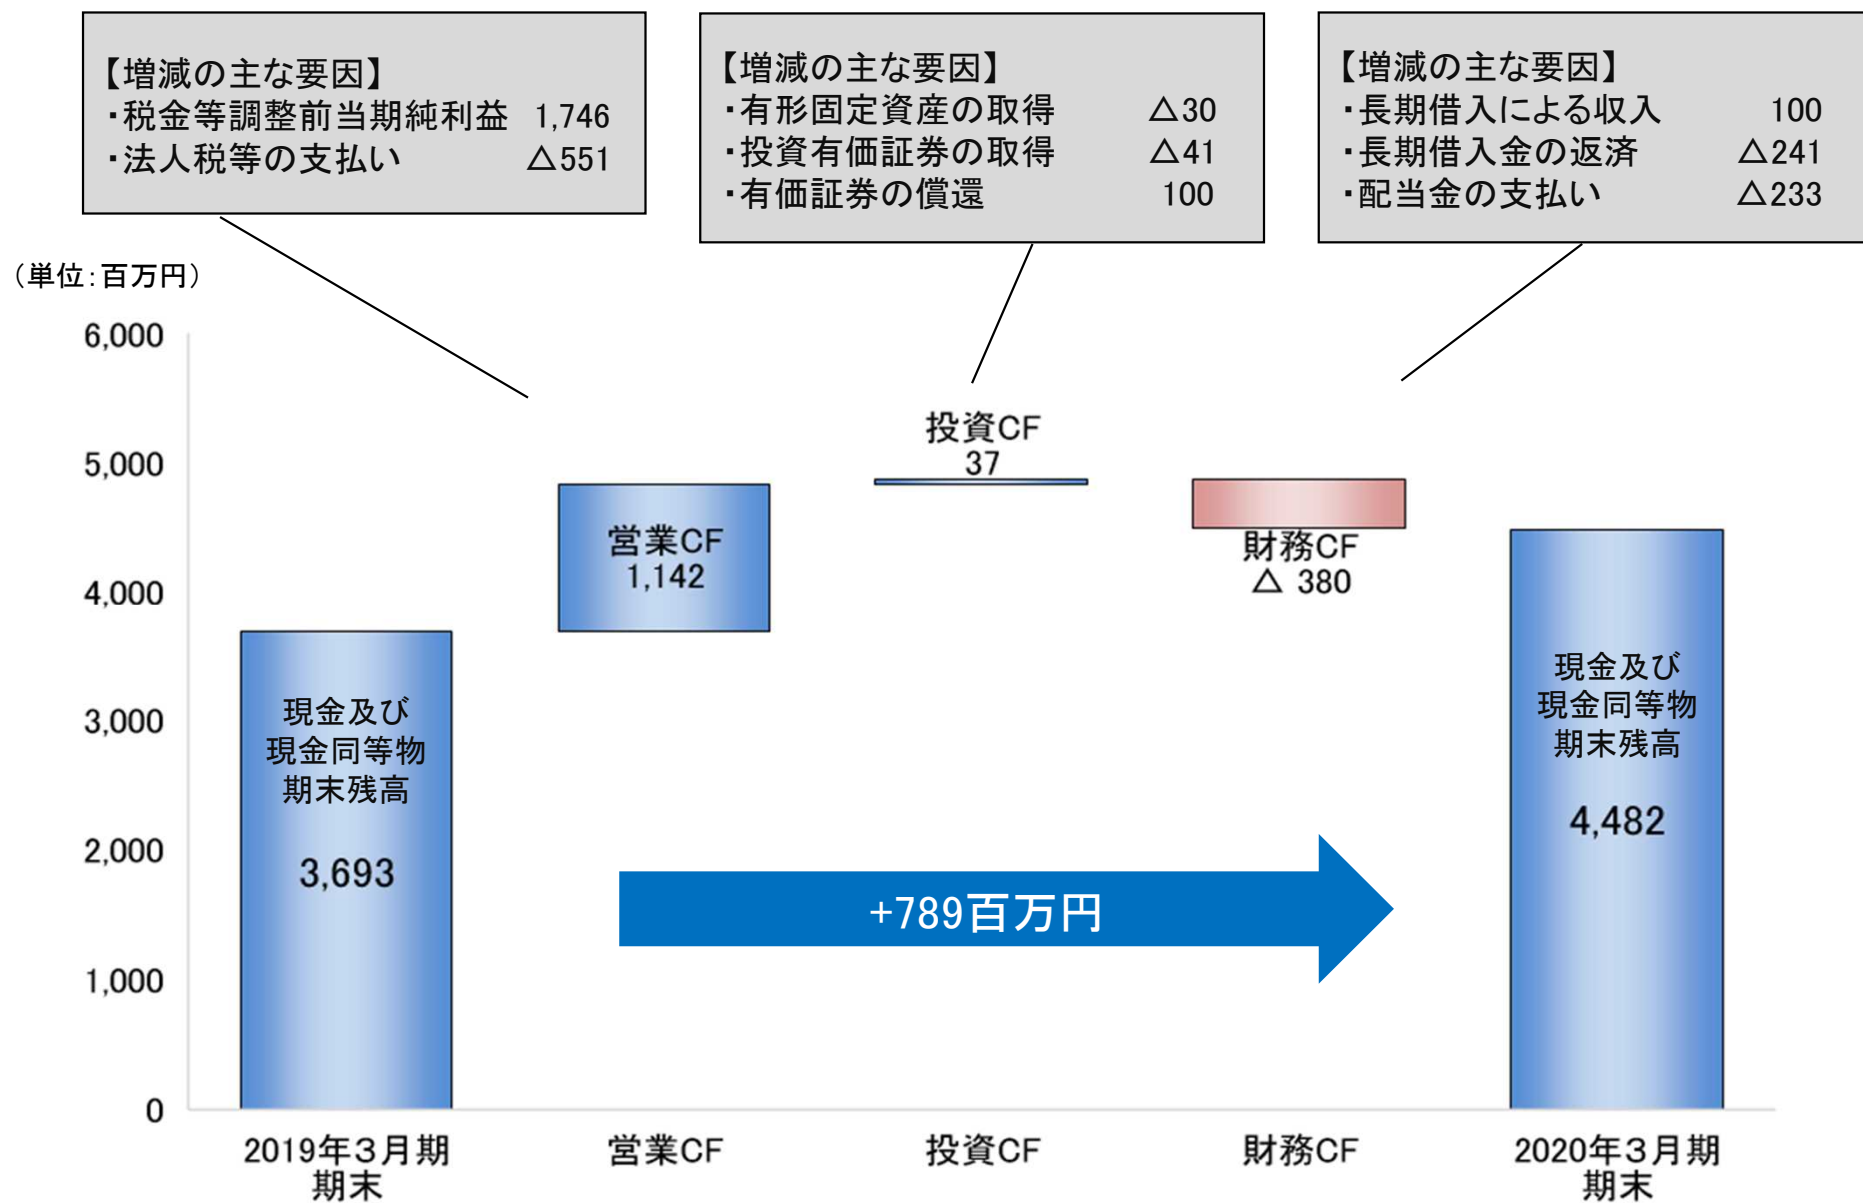 【増減の主な要因】
・税金等調整前当期純利益 1,746
・法人税等の支払い △551
【増減の主な要因】
・有形固定資産の取得 △30
・投資有価証券の取得 △41
・有価証券の償還 100
【増減の主な要因】
・長期借入による収入 100
・長期借入金の返済 △241
・配当金の支払い △233
(単位:百万円)
6,000
5,000
4,000
3,000
2,000
1,000
0
現金及び
現金同等物
期末残高
3,693
営業CF
1,142
投資CF
37
財務CF
△ 380
現金及び
現金同等物
期末残高
4,482
+789百万円
2019年3月期
期末
営業CF
投資CF
財務CF
2020年3月期
期末